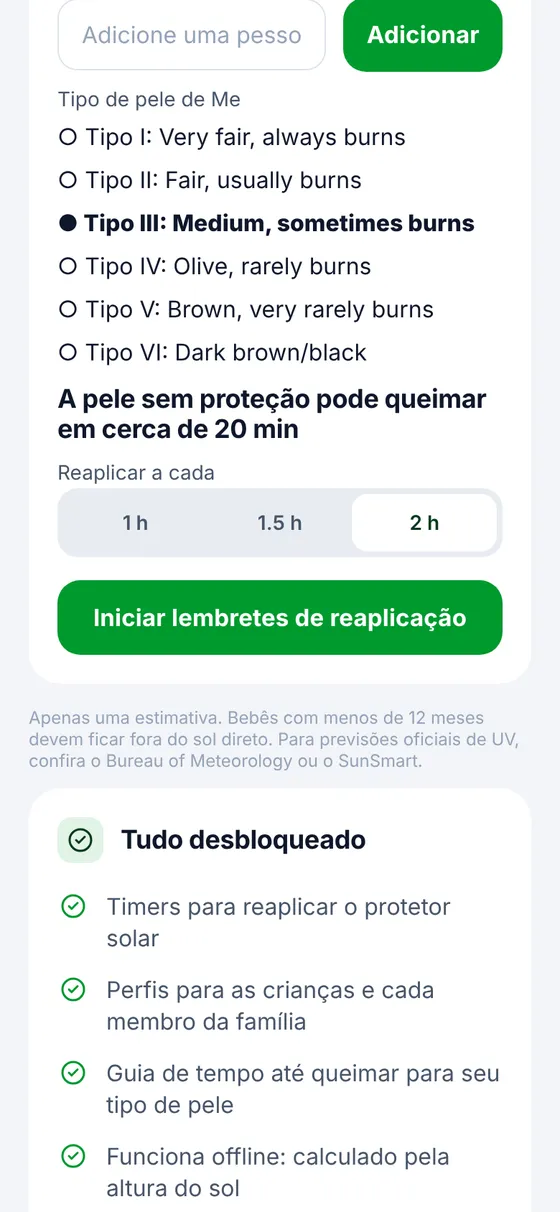 Adicione uma pesso
Adicionar
Tipo de pele de Me
Tipo I: Very fair, always burns
Tipo II: Fair, usually burns
Tipo III: Medium, sometimes burns
Tipo IV: Olive, rarely burns
Tipo V: Brown, very rarely burns
Tipo VI: Dark brown/black
A pele sem proteção pode queimar
em cerca de 20 min
Reaplicar a cada
1 h
1.5 h
2 h
Iniciar lembretes de reaplicação
Apenas uma estimativa. Bebês com menos de 12 meses
devem ficar fora do sol direto. Para previsões oficiais de UV,
confira o Bureau of Meteorology ou o SunSmart.
Tudo desbloqueado
Timers para reaplicar o protetor
solar
Perfis para as crianças e cada
membro da família
Guia de tempo até queimar para seu
tipo de pele
Funciona offline: calculado pela
altura do sol